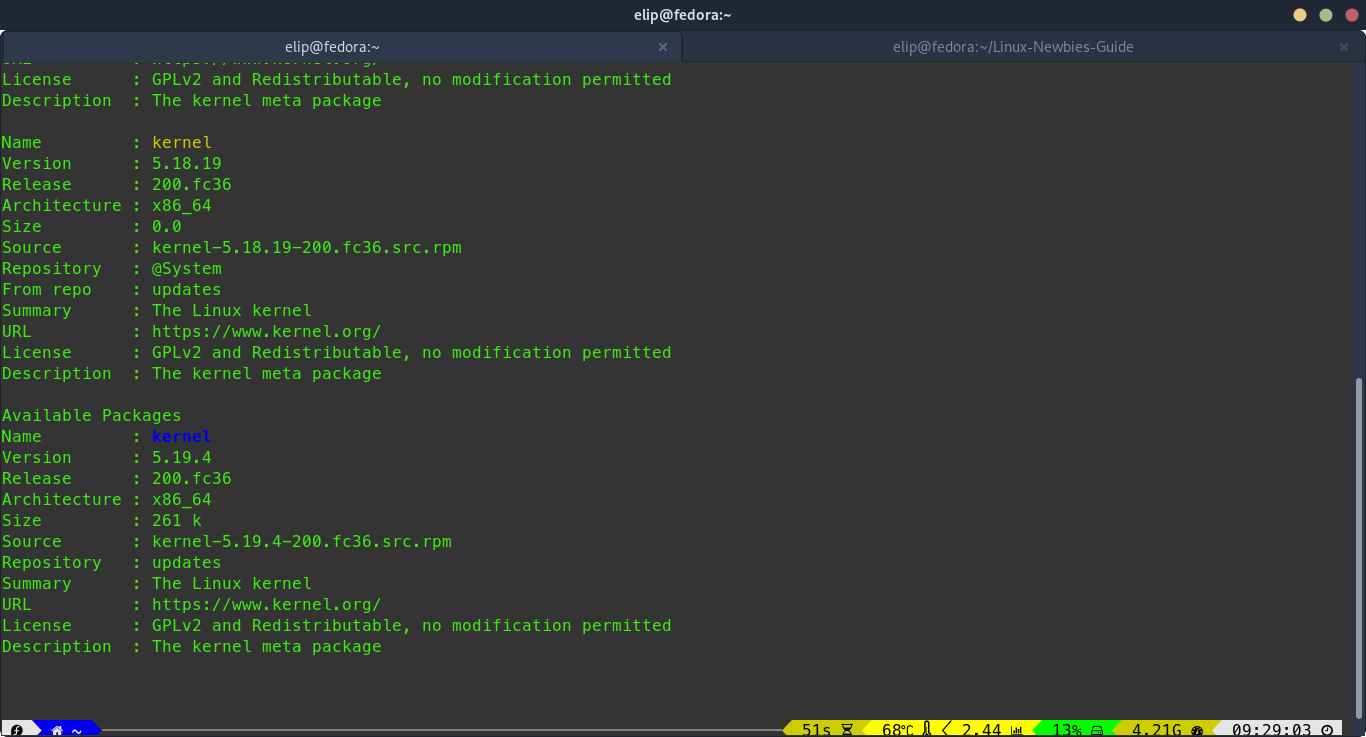 elip@fedora:~
elip@fedora:~ ×
elip@fedora:~/Linux-Newbies-Guide ×
License : GPLv2 and Redistributable, no modification permitted
Description : The kernel meta package
Name : kernel
Version : 5.18.19
Release : 200.fc36
Architecture : x86_64
Size : 0.0
Source : kernel-5.18.19-200.fc36.src.rpm
Repository : @System
From repo : updates
Summary : The Linux kernel
URL : https://www.kernel.org/
License : GPLv2 and Redistributable, no modification permitted
Description : The kernel meta package
Available Packages
Name : kernel
Version : 5.19.4
Release : 200.fc36
Architecture : x86_64
Size : 261 k
Source : kernel-5.19.4-200.fc36.src.rpm
Repository : updates
Summary : The Linux kernel
URL : https://www.kernel.org/
License : GPLv2 and Redistributable, no modification permitted
Description : The kernel meta package
~ 51s 68℃ 2.44 13% 4.21G 09:29:03